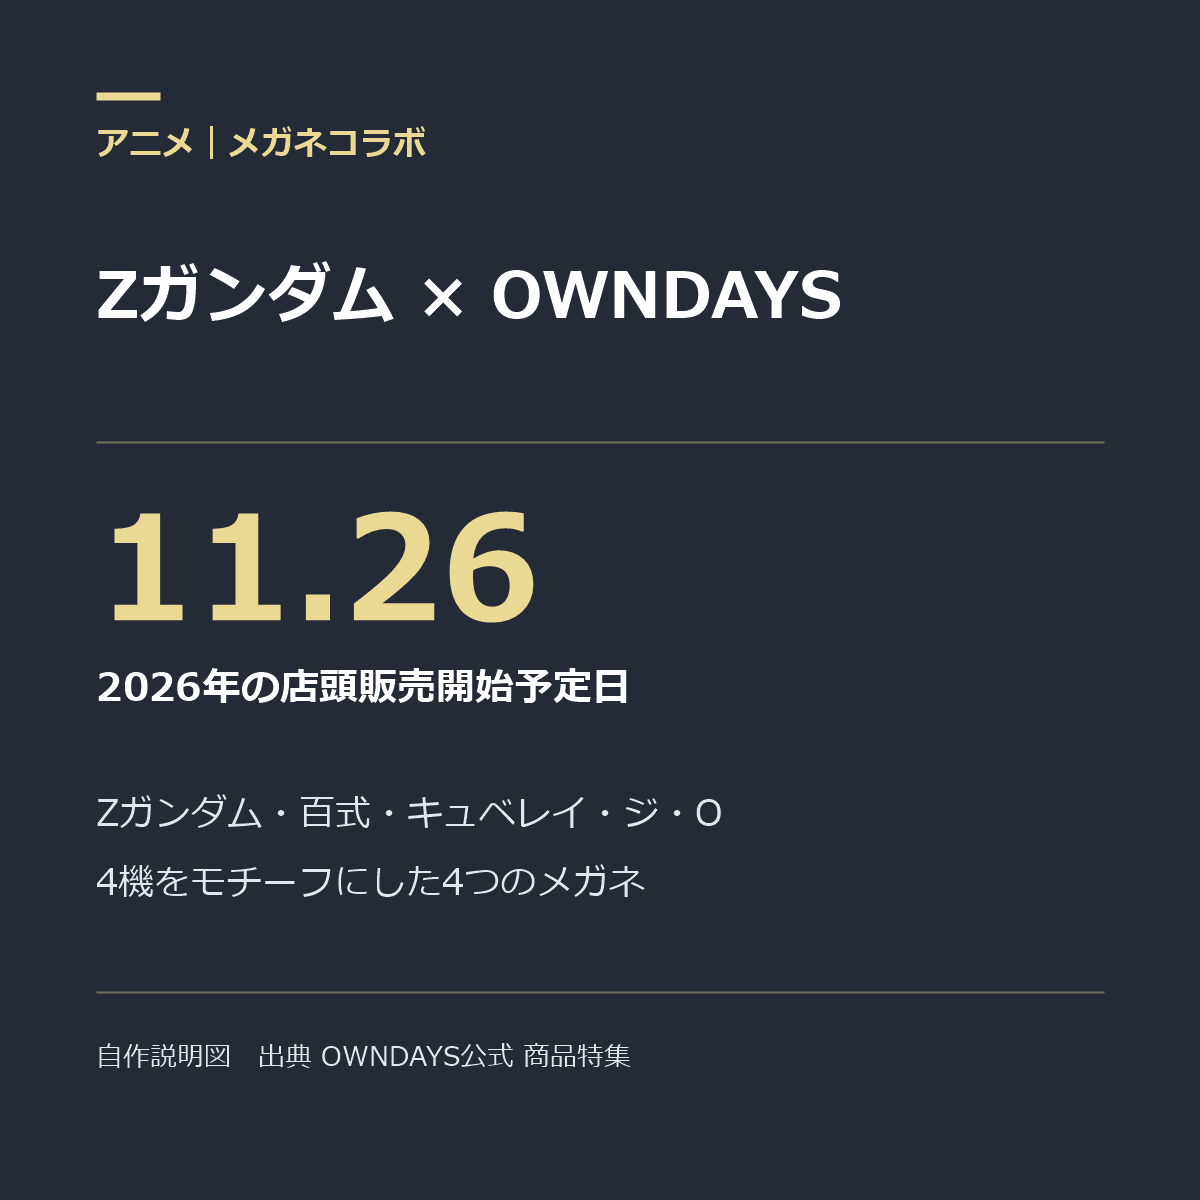 アニメ｜メガネコラボ
Zガンダム × OWNDAYS
11.26
2026年の店頭販売開始予定日
Zガンダム・百式・キュベレイ・ジ・O
4機をモチーフにした4つのメガネ
自作説明図　出典 OWNDAYS公式 商品特集